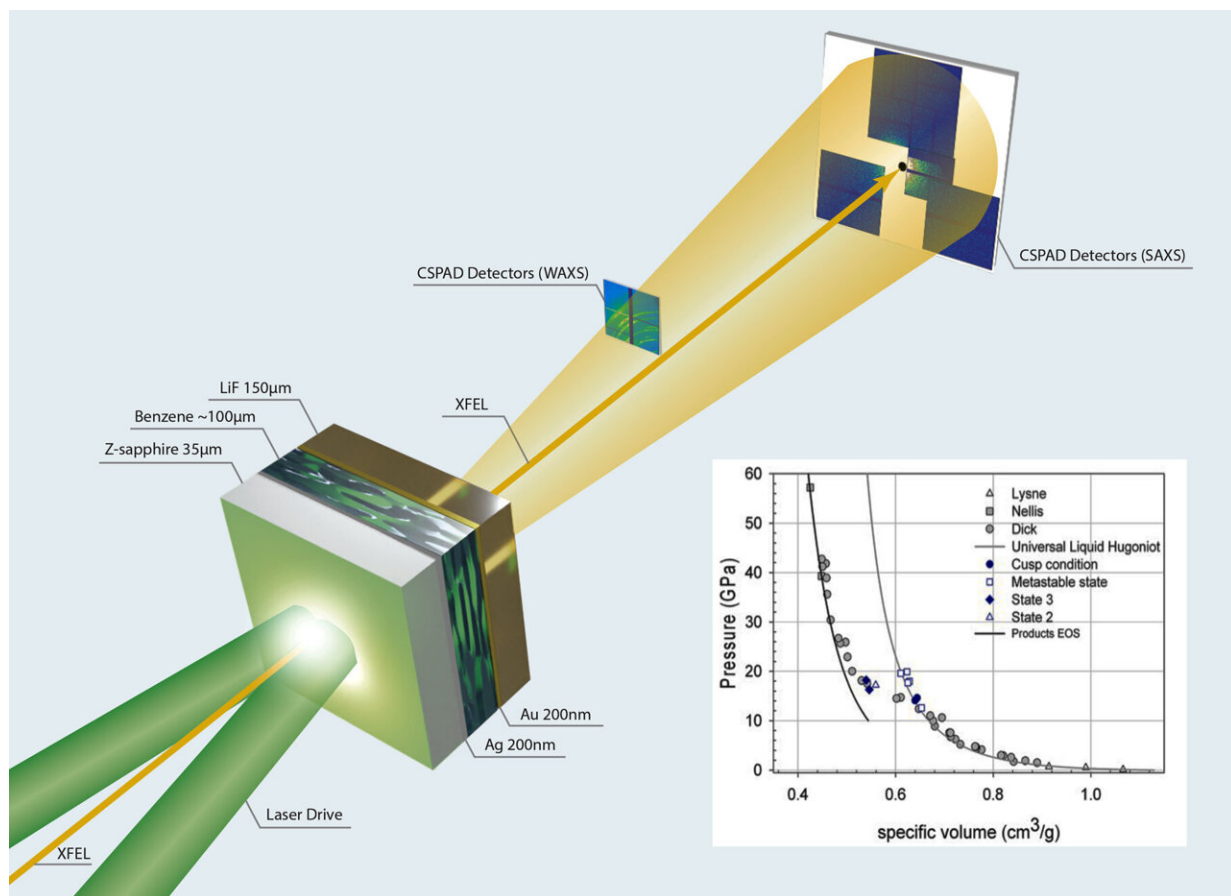 CSPAD Detectors (SAXS)
CSPAD Detectors (WAXS)
XFEL
LiF 150µm
Benzene ~100µm
Z-sapphire 35µm
Au 200nm
Ag 200nm
Laser Drive
XFEL
60
50
40
30
20
10
0
Pressure (GPa)
Lysne
Nellis
Dick
Universal Liquid Hugoniot
Cusp condition
Metastable state
State 3
State 2
Products EOS
0.4 0.6 0.8 1.0
specific volume (cm³/g)